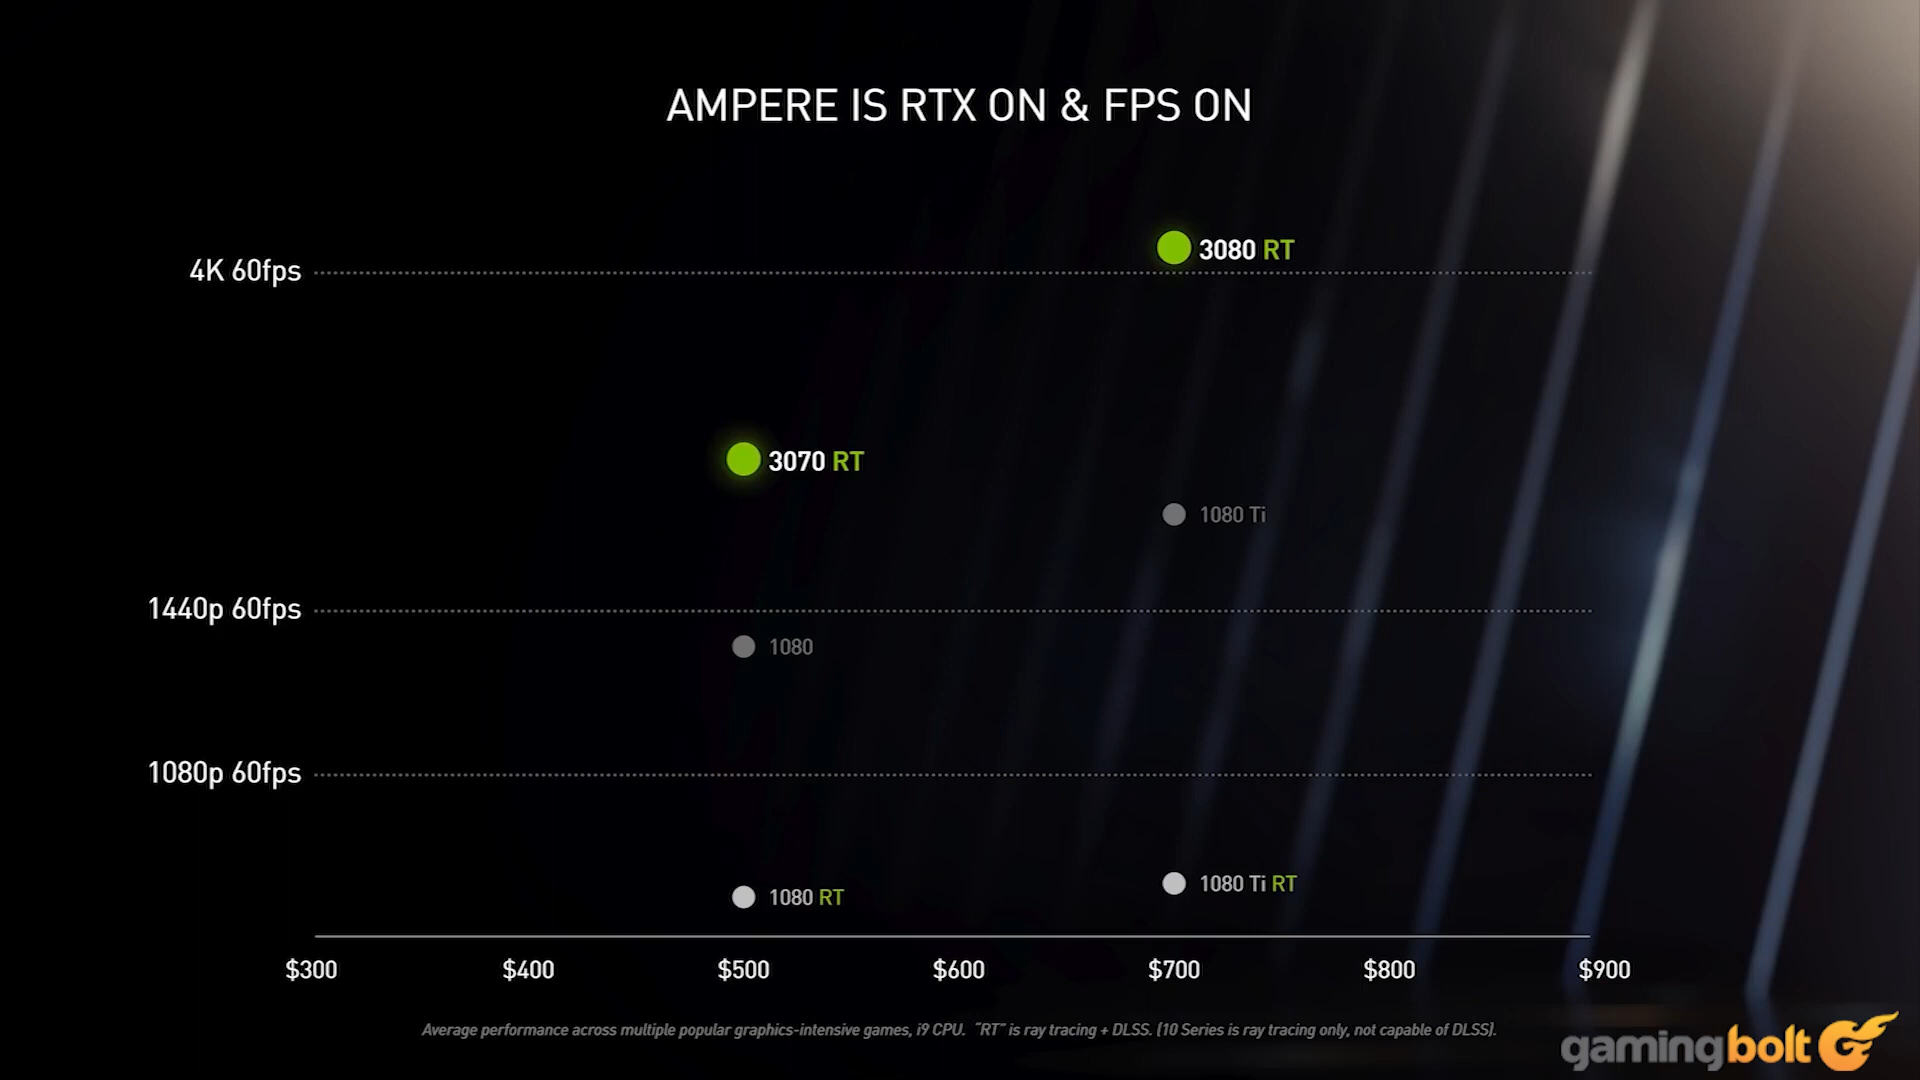 AMPERE IS RTX ON & FPS ON
4K 60fps
3080 RT
3070 RT
1080 Ti
1440p 60fps
1080
1080p 60fps
1080 RT
1080 Ti RT
$300 $400 $500 $600 $700 $800 $900
Average performance across multiple popular graphics-intensive games, i9 CPU. "RT" is ray tracing + DLSS. (10 Series is ray tracing only, not capable of DLSS).
gamingbolt